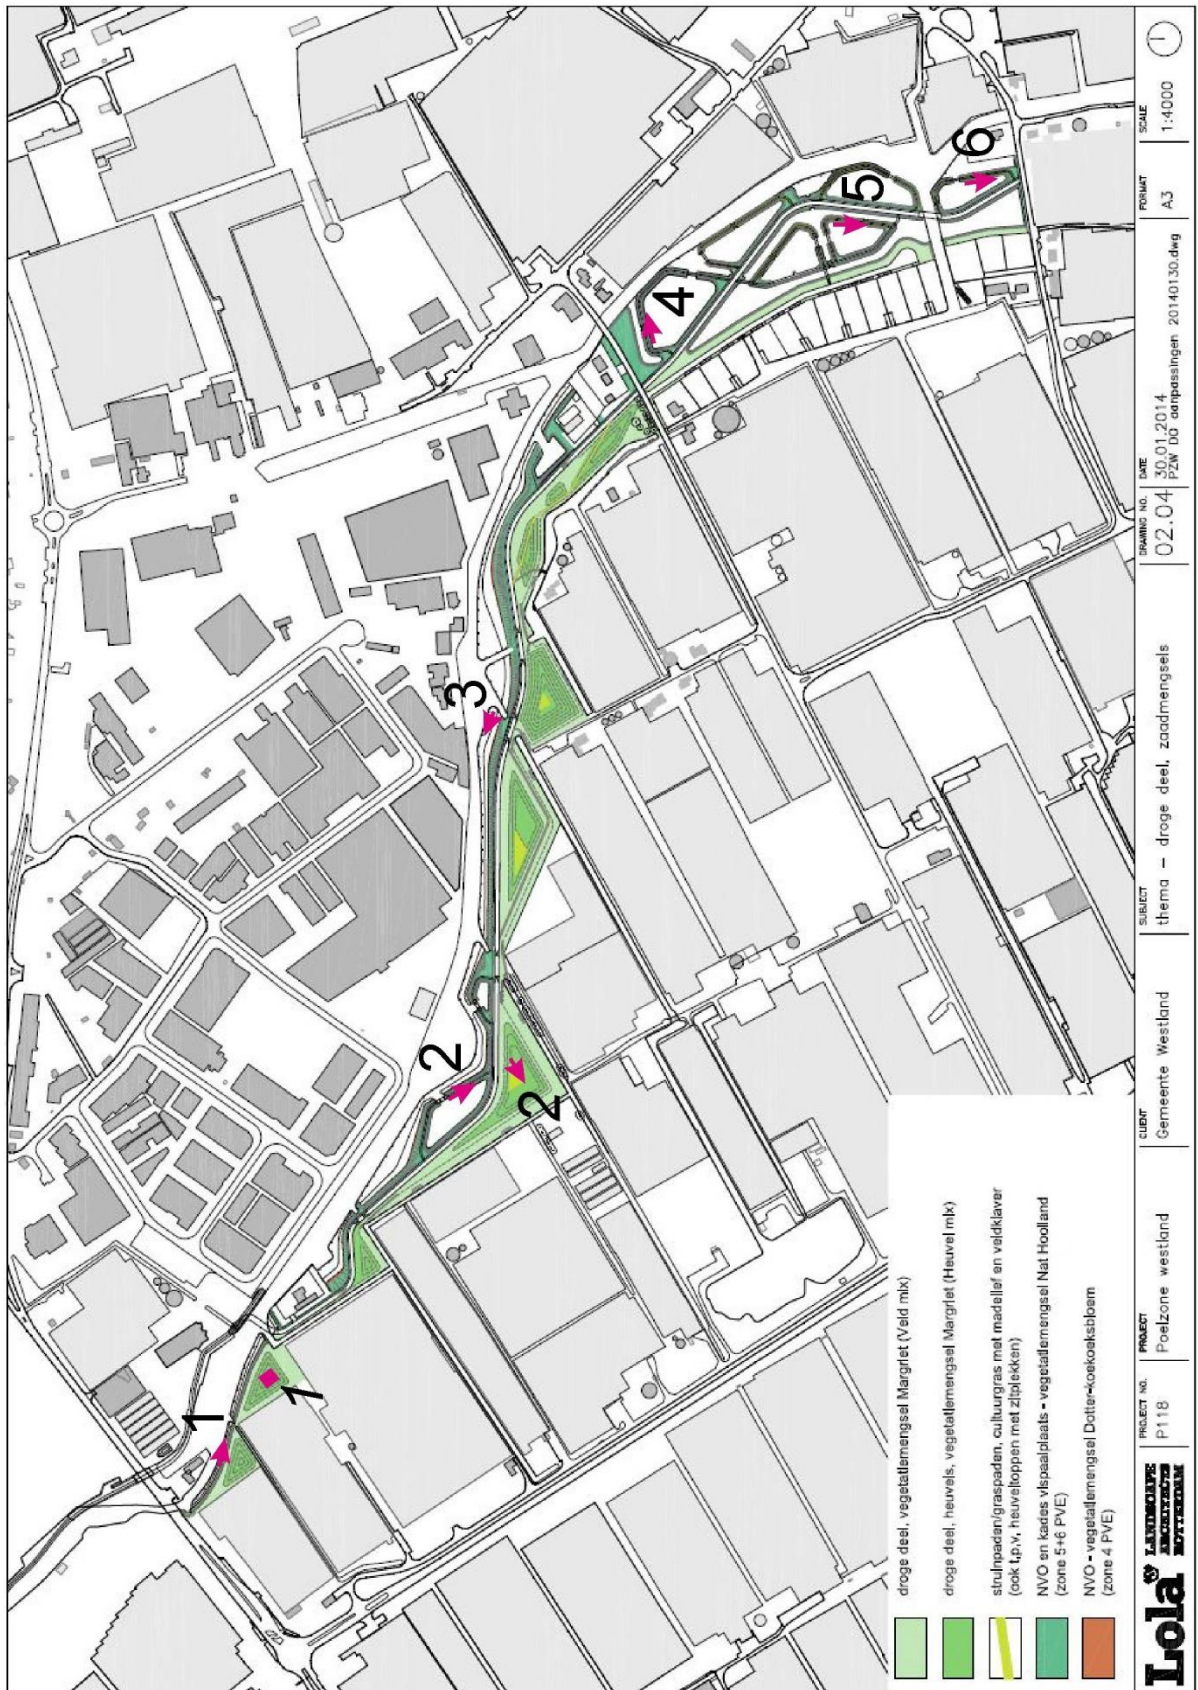 1
1
2
2
3
4
5
6
droge deel, vegetatiemengsel Margriet (Veld mix)
droge deel, heuvels, vegetatiemengsel Margriet (Heuvel mix)
struinpaden/graspaden, cultuurgras met madelief en veldklaver
(ook t.p.v. heuveltoppen met zitplekken)
NVO en kades vispaaiplaats - vegetatiemengsel Nat Hoolland
(zone 5+6 PVE)
NVO - vegetatiemengsel Dotter-koekoeksbloem
(zone 4 PVE)
Lola LANDSCAPE
ARCHITECTS
ROTTERDAM
PROJECT NO.
P118
PROJECT
Poelzone westland
CLIENT
Gemeente Westland
SUBJECT
thema - droge deel, zaadmengsels
DRAWING NO.
02.04
DATE
30.01.2014
PZW DO aanpassingen 20140130.dwg
FORMAT
A3
SCALE
1:4000